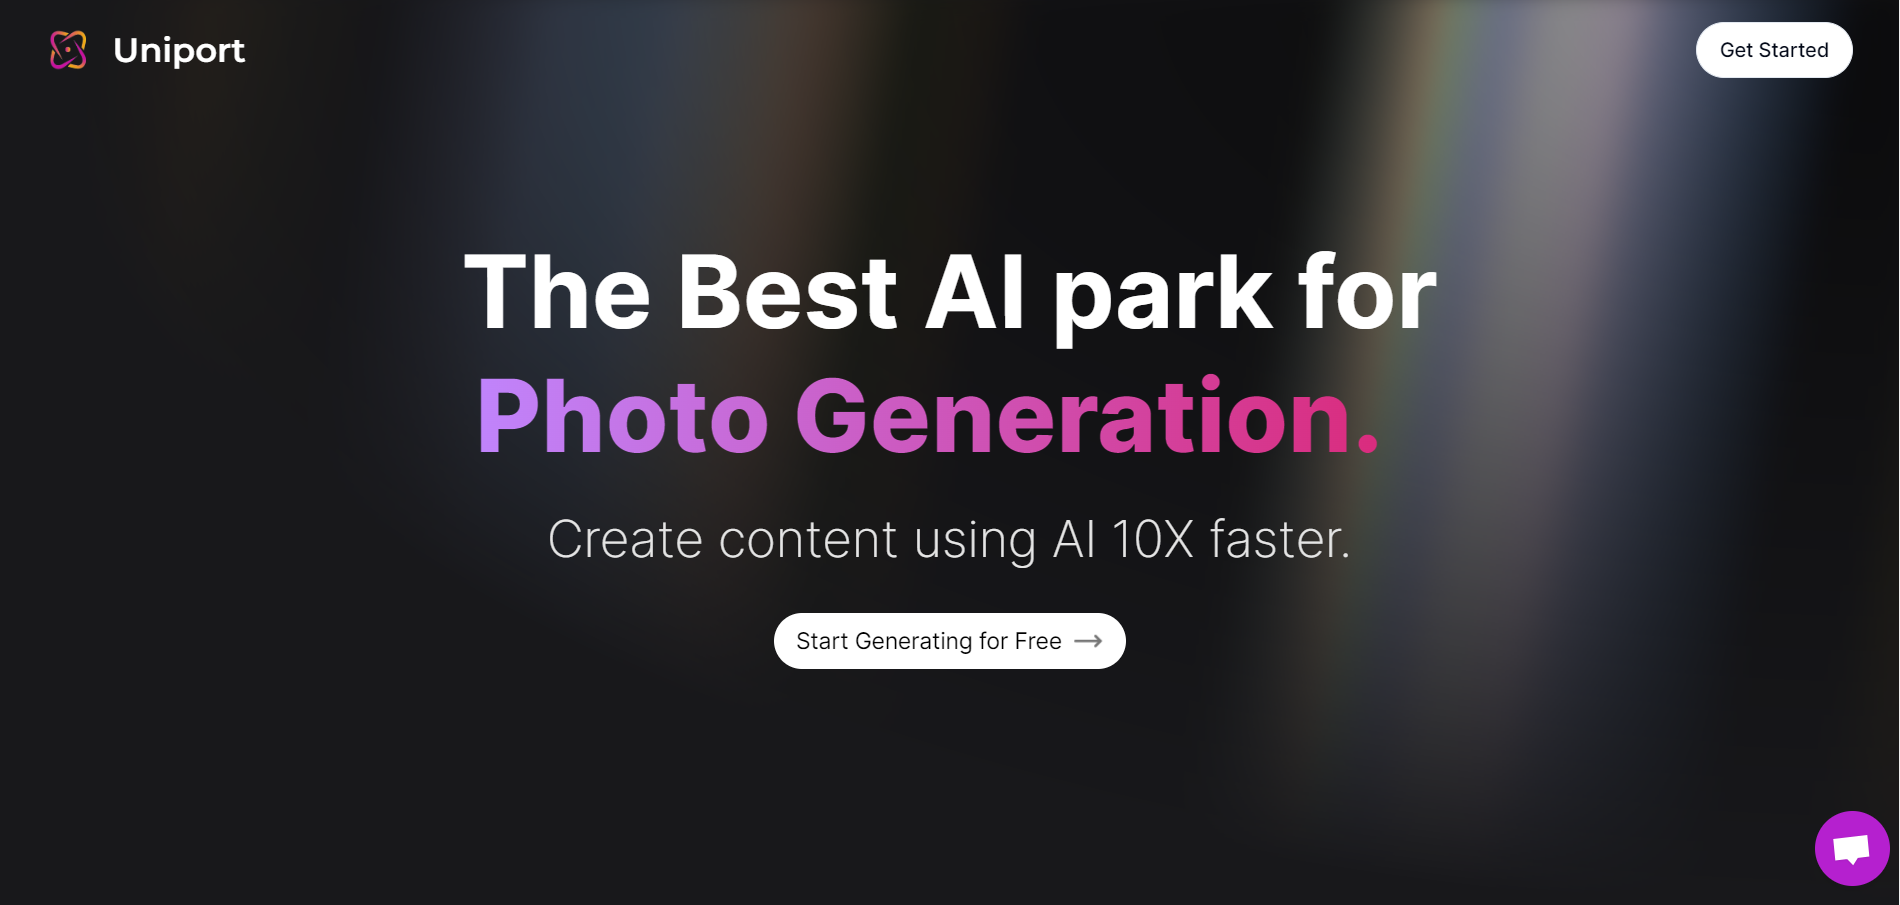 Uniport
Get Started
The Best AI park for
Photo Generation.
Create content using AI 10X faster.
Start Generating for Free